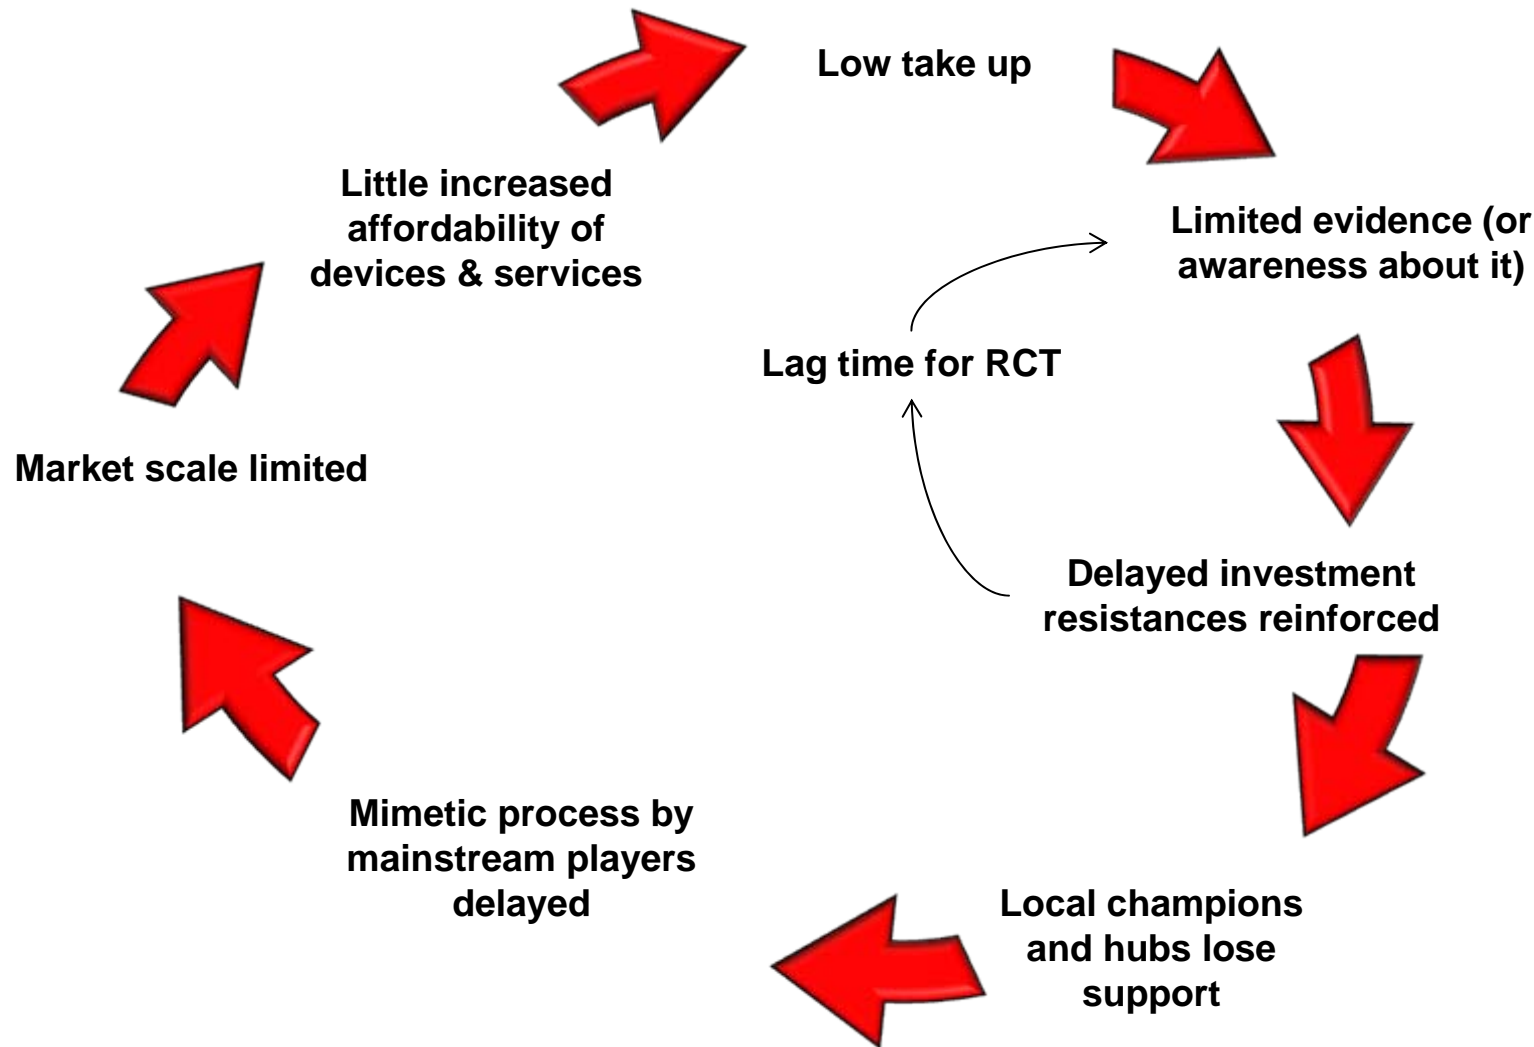 Low take up
Little increased
affordability of
devices & services
Limited evidence (or
awareness about it)
Lag time for RCT
Market scale limited
Delayed investment
resistances reinforced
Mimetic process by
mainstream players
delayed
Local champions
and hubs lose
support